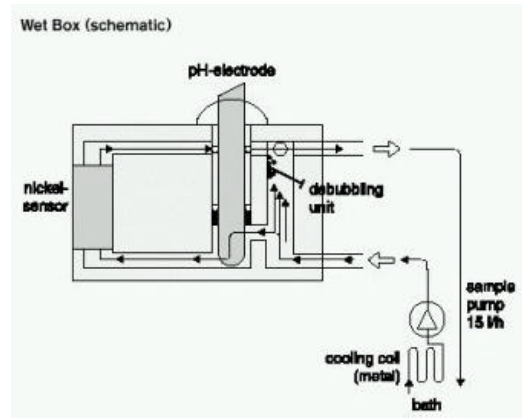 Wet Box (schematic)
pH-electrode
nickel-
sensor
debubbling
unit
sample
pump
15 l/h
cooling coil
(metal)
bath